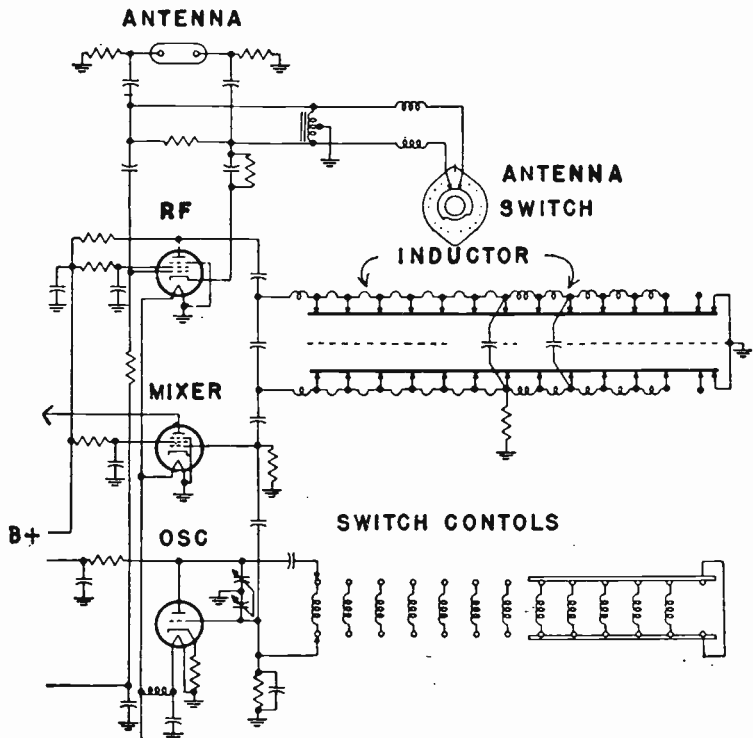 ANTENNA
ANTENNA
SWITCH
RF
INDUCTOR
MIXER
SWITCH CONTOLS
B+
OSC